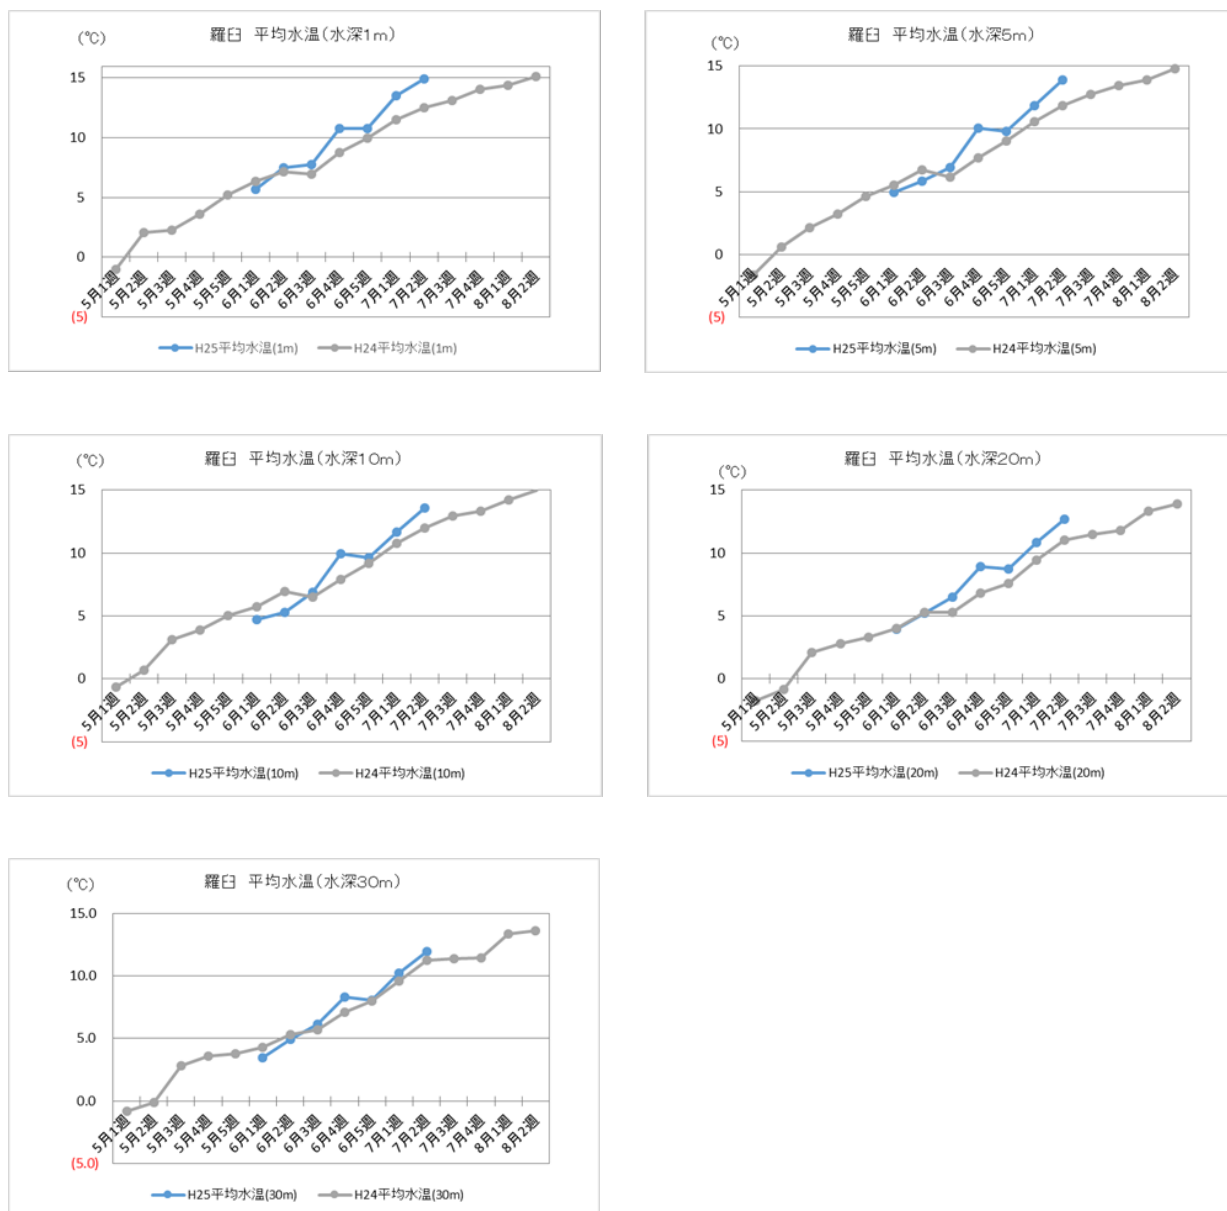 羅臼 平均水温(水深1m)
(℃)
15
10
5
0
(5)
5月1週 5月2週 5月3週 5月4週 5月5週 6月1週 6月2週 6月3週 6月4週 6月5週 7月1週 7月2週 7月3週 7月4週 8月1週 8月2週
H25平均水温(1m) H24平均水温(1m)
羅臼 平均水温(水深5m)
(℃)
15
10
5
0
(5)
5月1週 5月2週 5月3週 5月4週 5月5週 6月1週 6月2週 6月3週 6月4週 6月5週 7月1週 7月2週 7月3週 7月4週 8月1週 8月2週
H25平均水温(5m) H24平均水温(5m)
羅臼 平均水温(水深10m)
(℃)
15
10
5
0
(5)
5月1週 5月2週 5月3週 5月4週 5月5週 6月1週 6月2週 6月3週 6月4週 6月5週 7月1週 7月2週 7月3週 7月4週 8月1週 8月2週
H25平均水温(10m) H24平均水温(10m)
羅臼 平均水温(水深20m)
(℃)
15
10
5
0
(5)
5月1週 5月2週 5月3週 5月4週 5月5週 6月1週 6月2週 6月3週 6月4週 6月5週 7月1週 7月2週 7月3週 7月4週 8月1週 8月2週
H25平均水温(20m) H24平均水温(20m)
羅臼 平均水温(水深30m)
(℃)
15.0
10.0
5.0
0.0
(5.0)
5月1週 5月2週 5月3週 5月4週 5月5週 6月1週 6月2週 6月3週 6月4週 6月5週 7月1週 7月2週 7月3週 7月4週 8月1週 8月2週
H25平均水温(30m) H24平均水温(30m)